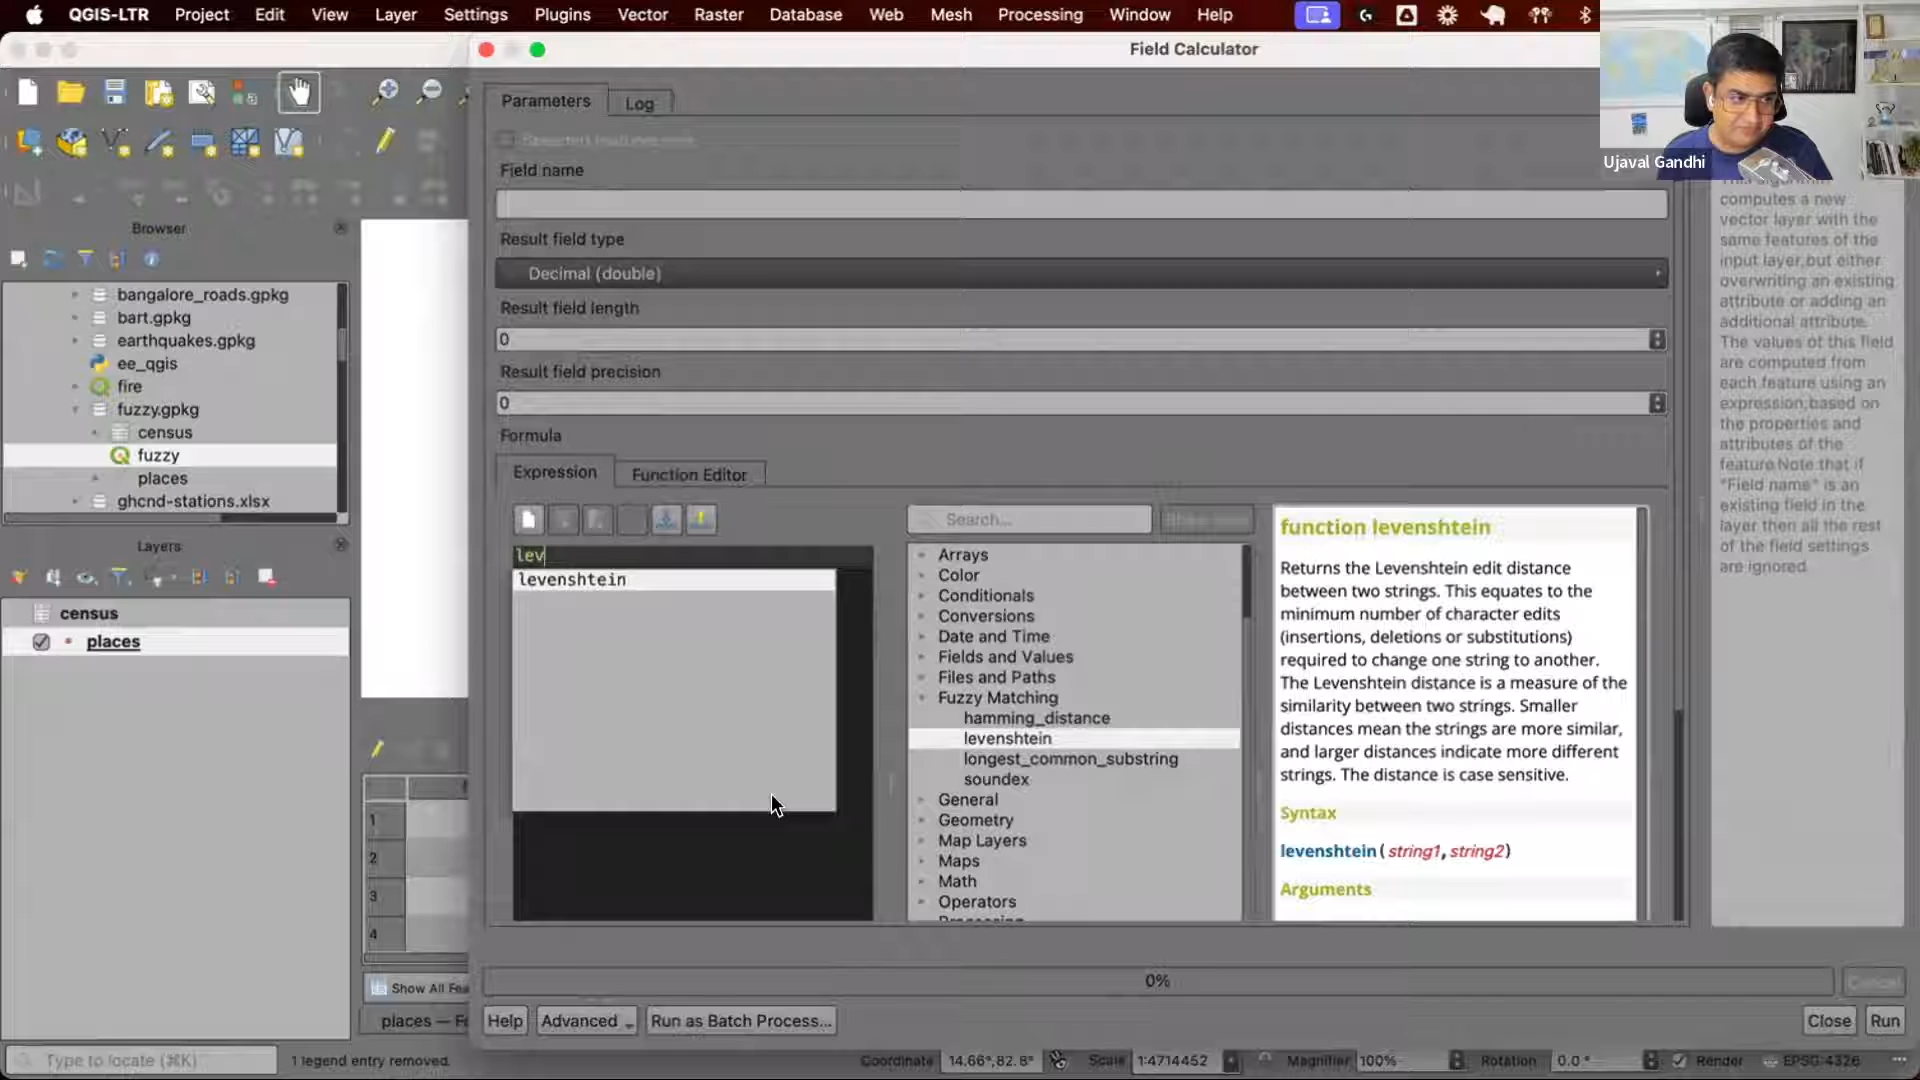 QGIS-LTR Project Edit View Layer Settings Plugins Vector Raster Database Web Mesh Processing Window Help
Field Calculator
Ujaval Gandhi
Parameters
Log
Field name
Result field type
Decimal (double)
Result field length
0
Result field precision
0
Formula
Expression
Function Editor
lev
levenshtein
Search...
Arrays
Color
Conditionals
Conversions
Date and Time
Fields and Values
Files and Paths
Fuzzy Matching
hamming_distance
levenshtein
longest_common_substring
soundex
General
Geometry
Map Layers
Maps
Math
Operators
function levenshtein
Returns the Levenshtein edit distance
between two strings. This equates to the
minimum number of character edits
(insertions, deletions or substitutions)
required to change one string to another.
The Levenshtein distance is a measure of the
similarity between two strings. Smaller
distances mean the strings are more similar,
and larger distances indicate more different
strings. The distance is case sensitive.
Syntax
levenshtein(string1, string2)
Arguments
computes a new
vector layer with the
same features of the
input layer,but either
overwriting an existing
attribute or adding an
additional attribute.
The values of this field
are computed from
each feature using an
expression,based on
the properties and
attributes of the
feature.Note that if
"Field name" is an
existing field in the
layer then all the rest
of the field settings
are ignored.
Browser
bangalore_roads.gpkg
bart.gpkg
earthquakes.gpkg
ee_qgis
fire
fuzzy.gpkg
census
fuzzy
places
ghcnd-stations.xlsx
Layers
census
places
1
2
3
4
Show All Fea
places — Fe
0%
Cancel
Help
Advanced
Run as Batch Process...
Close
Run
Type to locate (⌘K)
1 legend entry removed.
Coordinate 14.66°,82.8°
Scale 1:4714452
Magnifier 100%
Rotation 0.0 °
Render
EPSG:4326